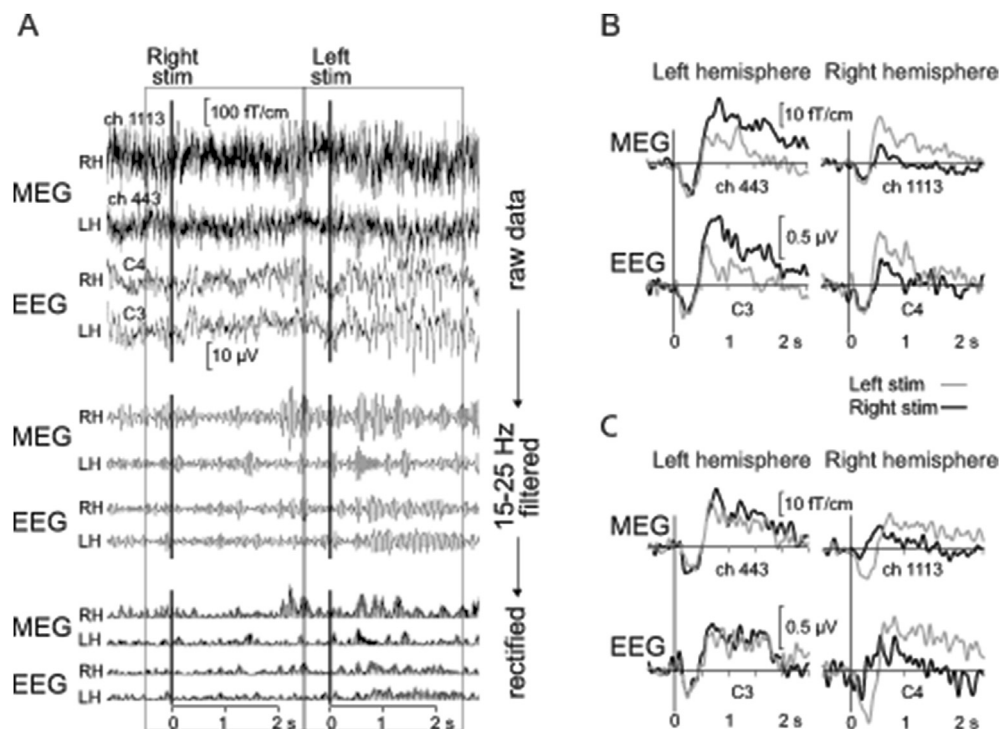 A
Right
stim
Left
stim
ch 1113
100 fT/cm
RH
MEG
ch 443
LH
C4
RH
EEG
C3
LH
10 µV
raw data
RH
MEG
LH
RH
EEG
LH
15-25 Hz
filtered
RH
MEG
LH
RH
EEG
LH
rectified
0 1 2 s 0 1 2 s
B
Left hemisphere Right hemisphere
10 fT/cm
MEG
ch 443 ch 1113
0.5 µV
EEG
C3 C4
0 1 2 s 0 1 2 s
Left stim
Right stim
C
Left hemisphere Right hemisphere
10 fT/cm
MEG
ch 443 ch 1113
0.5 µV
EEG
C3 C4
0 1 2 s 0 1 2 s